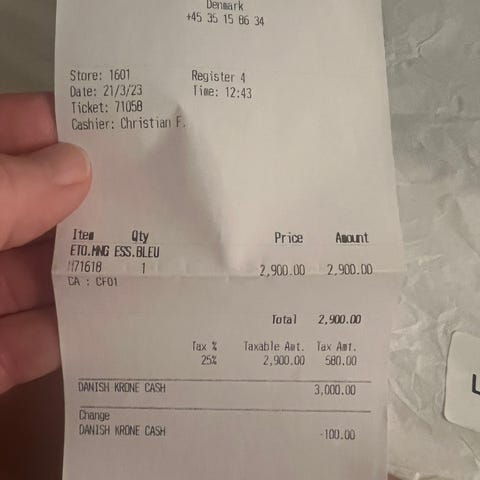 Denmark
+45 35 15 86 34
Store: 1601 Register 4
Date: 21/3/23 Time: 12:43
Ticket: 71058
Cashier: Christian F.
Item Qty Price Amount
ETO.MNG ESS.BLEU
M71618 1 2,900.00 2,900.00
CA : CF01
Total 2,900.00
Tax % Taxable Amt. Tax Amt.
25% 2,900.00 580.00
DANISH KRONE CASH 3,000.00
Change
DANISH KRONE CASH -100.00